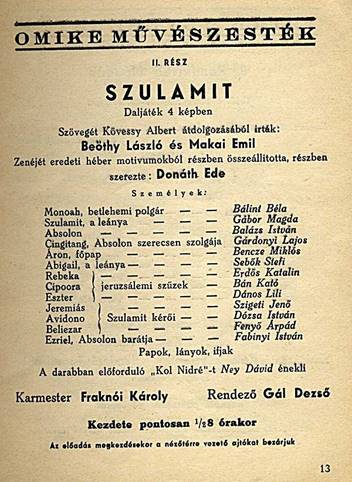 OMIKE MŰVÉSZESTÉK
II. RÉSZ
SZULAMIT
Daljáték 4 képben
Szövegét Kövessy Albert átdolgozásából írták:
Beöthy László és Makai Emil
Zenéjét eredeti héber motivumokból részben összeállította, részben
szerezte: Donáth Ede
Személyek:
Monoah, betlehemi polgár — — — Bálint Béla
Szulamit, a leánya — — — — Gábor Magda
Absolon — — — — — Balázs István
Cingitang, Absolon szerecsen szolgája Gárdonyi Lajos
Áron, főpap — — — — — Bencze Miklós
Abigail, a leánya — — — — — Sebők Stefi
Rebeka — — — Erdős Katalin
Cipoora } jeruzsálemi szüzek — — Bán Kató
Eszter — — — Dános Lili
Jeremiás — — — Szigeti Jenő
Avidono } Szulamit kérői — — — Dózsa István
Beliezar — — — Fenyő Árpád
Ezriel, Absolon barátja — — — — Fabinyi István
Papok, lányok, ifjak
A darabban előforduló „Kol Nidré"-t Ney Dávid énekli
Karmester Fraknói Károly Rendező Gál Dezső
Kezdete pontosan ½8 órakor
Az előadás megkezdésekor a nézőtérre vezető ajtókat bezárjuk
13